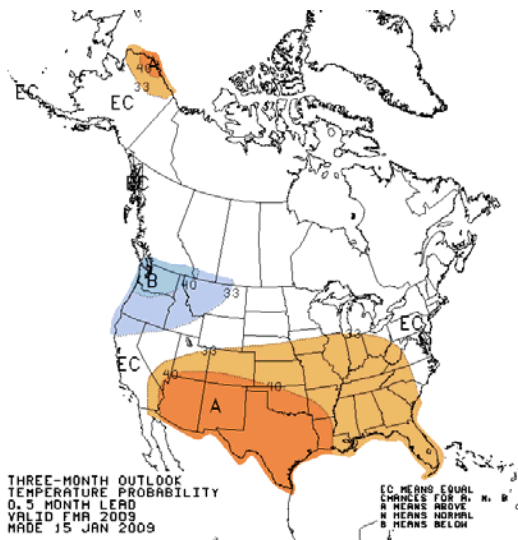 A
40
33
EC
EC
EC
B
40
33
33
EC
33
EC
40
40
A
THREE-MONTH OUTLOOK
TEMPERATURE PROBABILITY
0.5 MONTH LEAD
VALID FMA 2009
MADE 15 JAN 2009
EC MEANS EQUAL
CHANCES FOR A, N, B
A MEANS ABOVE
N MEANS NORMAL
B MEANS BELOW